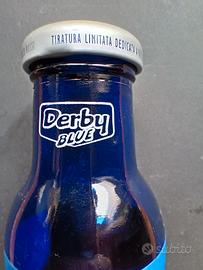 TIRATURA LIMITATA DEDICATA A
Derby
BLUE
subito